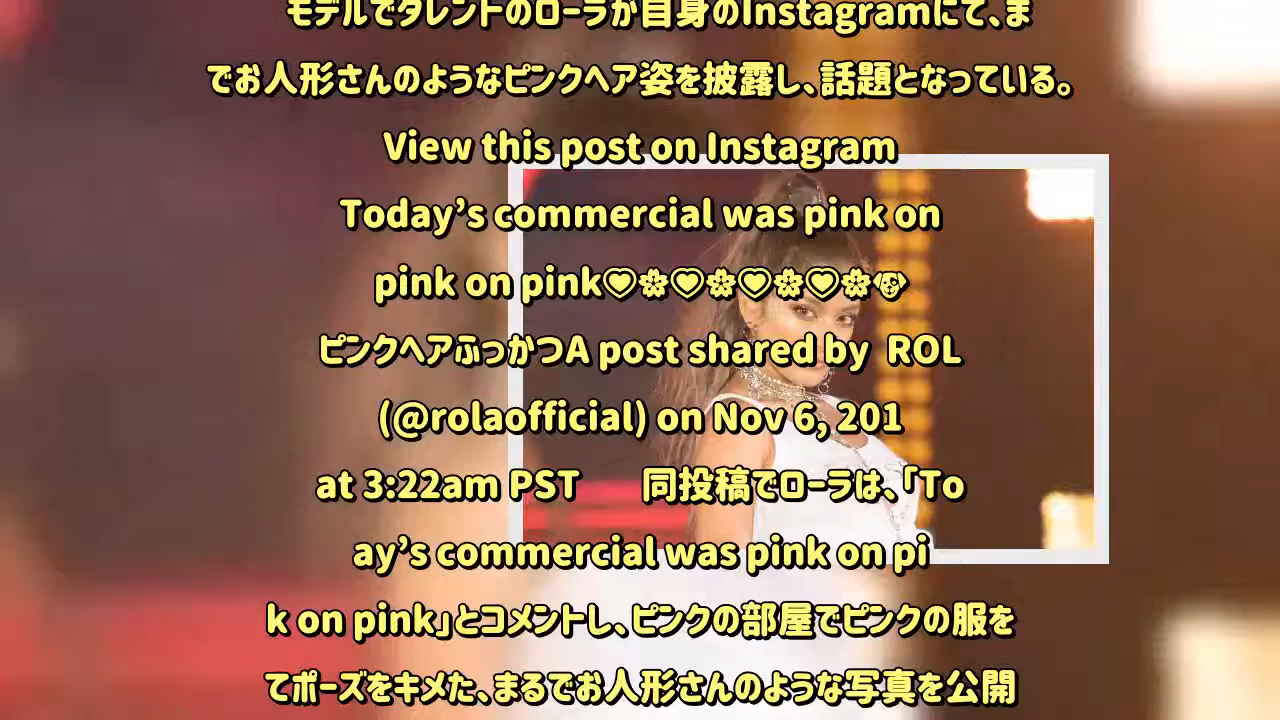 モデルでタレントのローラが自身のInstagramにて、ま
でお人形さんのようなピンクヘア姿を披露し、話題となっている。
View this post on Instagram
Today’s commercial was pink on
pink on pink💛🌸💛🌸💛🌸💛🌸🐶
ピンクヘアふっかつA post shared by ROL
(@rolaofficial) on Nov 6, 201
at 3:22am PST　　同投稿でローラは、「To
ay’s commercial was pink on pi
k on pink」とコメントし、ピンクの部屋でピンクの服を
てポーズをキメた、まるでお人形さんのような写真を公開